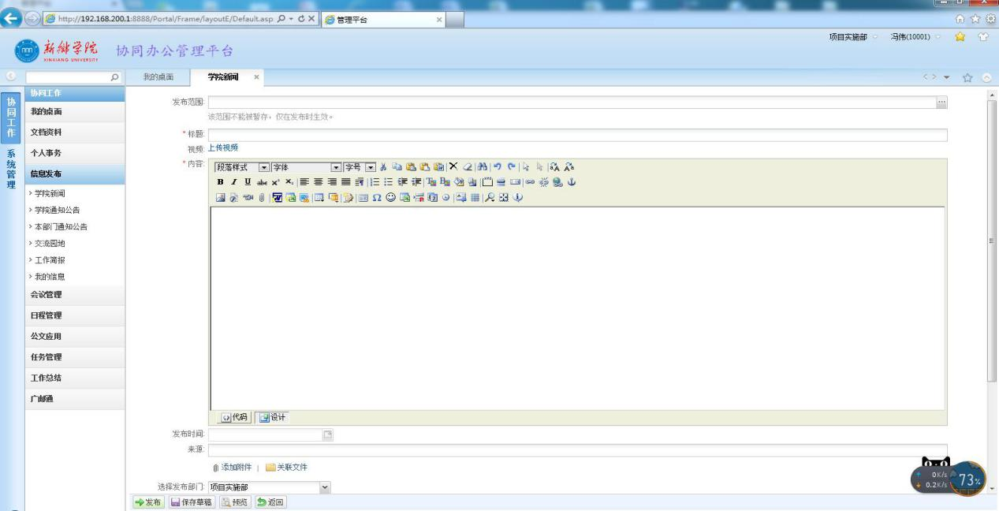 http://192.168.200.1:8888/Portal/Frame/layoutE/Default.asp
管理平台
新乡学院 协同办公管理平台
XINXIANG UNIVERSITY
项目实施部 冯伟(10001)
我的桌面 学院新闻
协同工作
系统管理
协同工作
我的桌面
文档资料
个人事务
信息发布
学院新闻
学院通知公告
本部门通知公告
交流园地
工作简报
我的信息
会议管理
日程管理
公文应用
任务管理
工作总结
广邮通
发布范围:
该范围不能被暂存，仅在发布时生效。
*标题:
视频: 上传视频
*内容:
段落样式 字体 字号
代码 设计
发布时间:
来源:
添加附件 | 关联文件
选择发布部门: 项目实施部
发布 保存草稿 预览 返回
0K/s
0.2K/s
73%